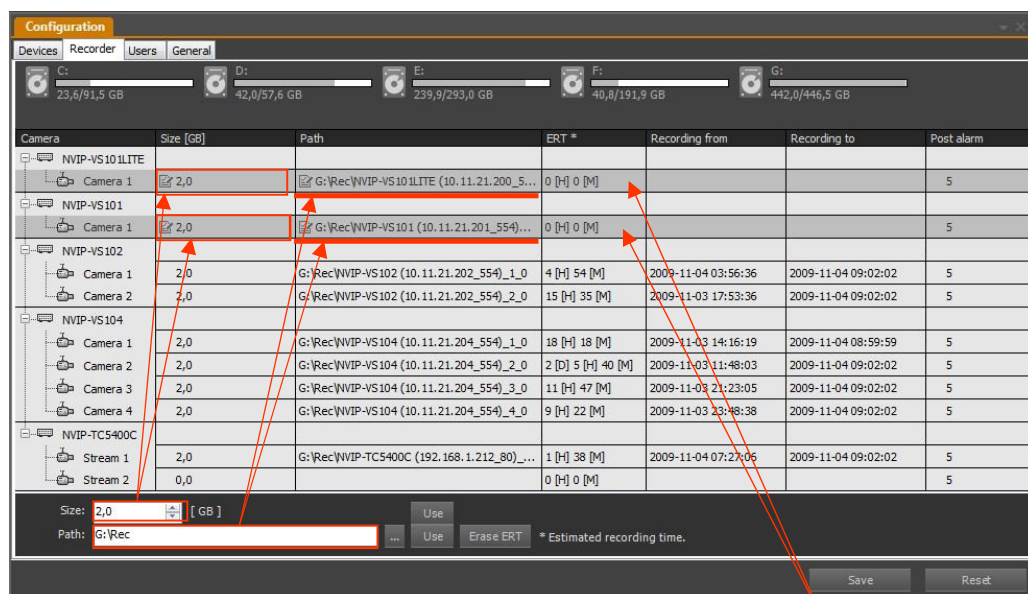 Configuration
Devices Recorder Users General
C: D: E: F: G:
23,6/91,5 GB 42,0/57,6 GB 239,9/293,0 GB 40,8/191,9 GB 442,0/446,5 GB
Camera Size [GB] Path ERT * Recording from Recording to Post alarm
NVIP-VS101LITE
Camera 1 2,0 G:\Rec\NVIP-VS101LITE (10.11.21.200_5... 0 [H] 0 [M] 5
NVIP-VS101
Camera 1 2,0 G:\Rec\NVIP-VS101 (10.11.21.201_554)... 0 [H] 0 [M] 5
NVIP-VS102
Camera 1 2,0 G:\Rec\NVIP-VS102 (10.11.21.202_554)_1_0 4 [H] 54 [M] 2009-11-04 03:56:36 2009-11-04 09:02:02 5
Camera 2 2,0 G:\Rec\NVIP-VS102 (10.11.21.202_554)_2_0 15 [H] 35 [M] 2009-11-03 17:53:36 2009-11-04 09:02:02 5
NVIP-VS104
Camera 1 2,0 G:\Rec\NVIP-VS104 (10.11.21.204_554)_1_0 18 [H] 18 [M] 2009-11-03 14:16:19 2009-11-04 08:59:59 5
Camera 2 2,0 G:\Rec\NVIP-VS104 (10.11.21.204_554)_2_0 2 [D] 5 [H] 40 [M] 2009-11-03 11:48:03 2009-11-04 09:02:02 5
Camera 3 2,0 G:\Rec\NVIP-VS104 (10.11.21.204_554)_3_0 11 [H] 47 [M] 2009-11-03 21:23:05 2009-11-04 09:02:02 5
Camera 4 2,0 G:\Rec\NVIP-VS104 (10.11.21.204_554)_4_0 9 [H] 22 [M] 2009-11-03 23:48:38 2009-11-04 09:02:02 5
NVIP-TC5400C
Stream 1 2,0 G:\Rec\NVIP-TC5400C (192.168.1.212_80)_... 1 [H] 38 [M] 2009-11-04 07:27:06 2009-11-04 09:02:02 5
Stream 2 0,0 0 [H] 0 [M] 5
Size: 2,0 [ GB ] Use
Path: G:\Rec ... Use Erase ERT * Estimated recording time.
Save Reset